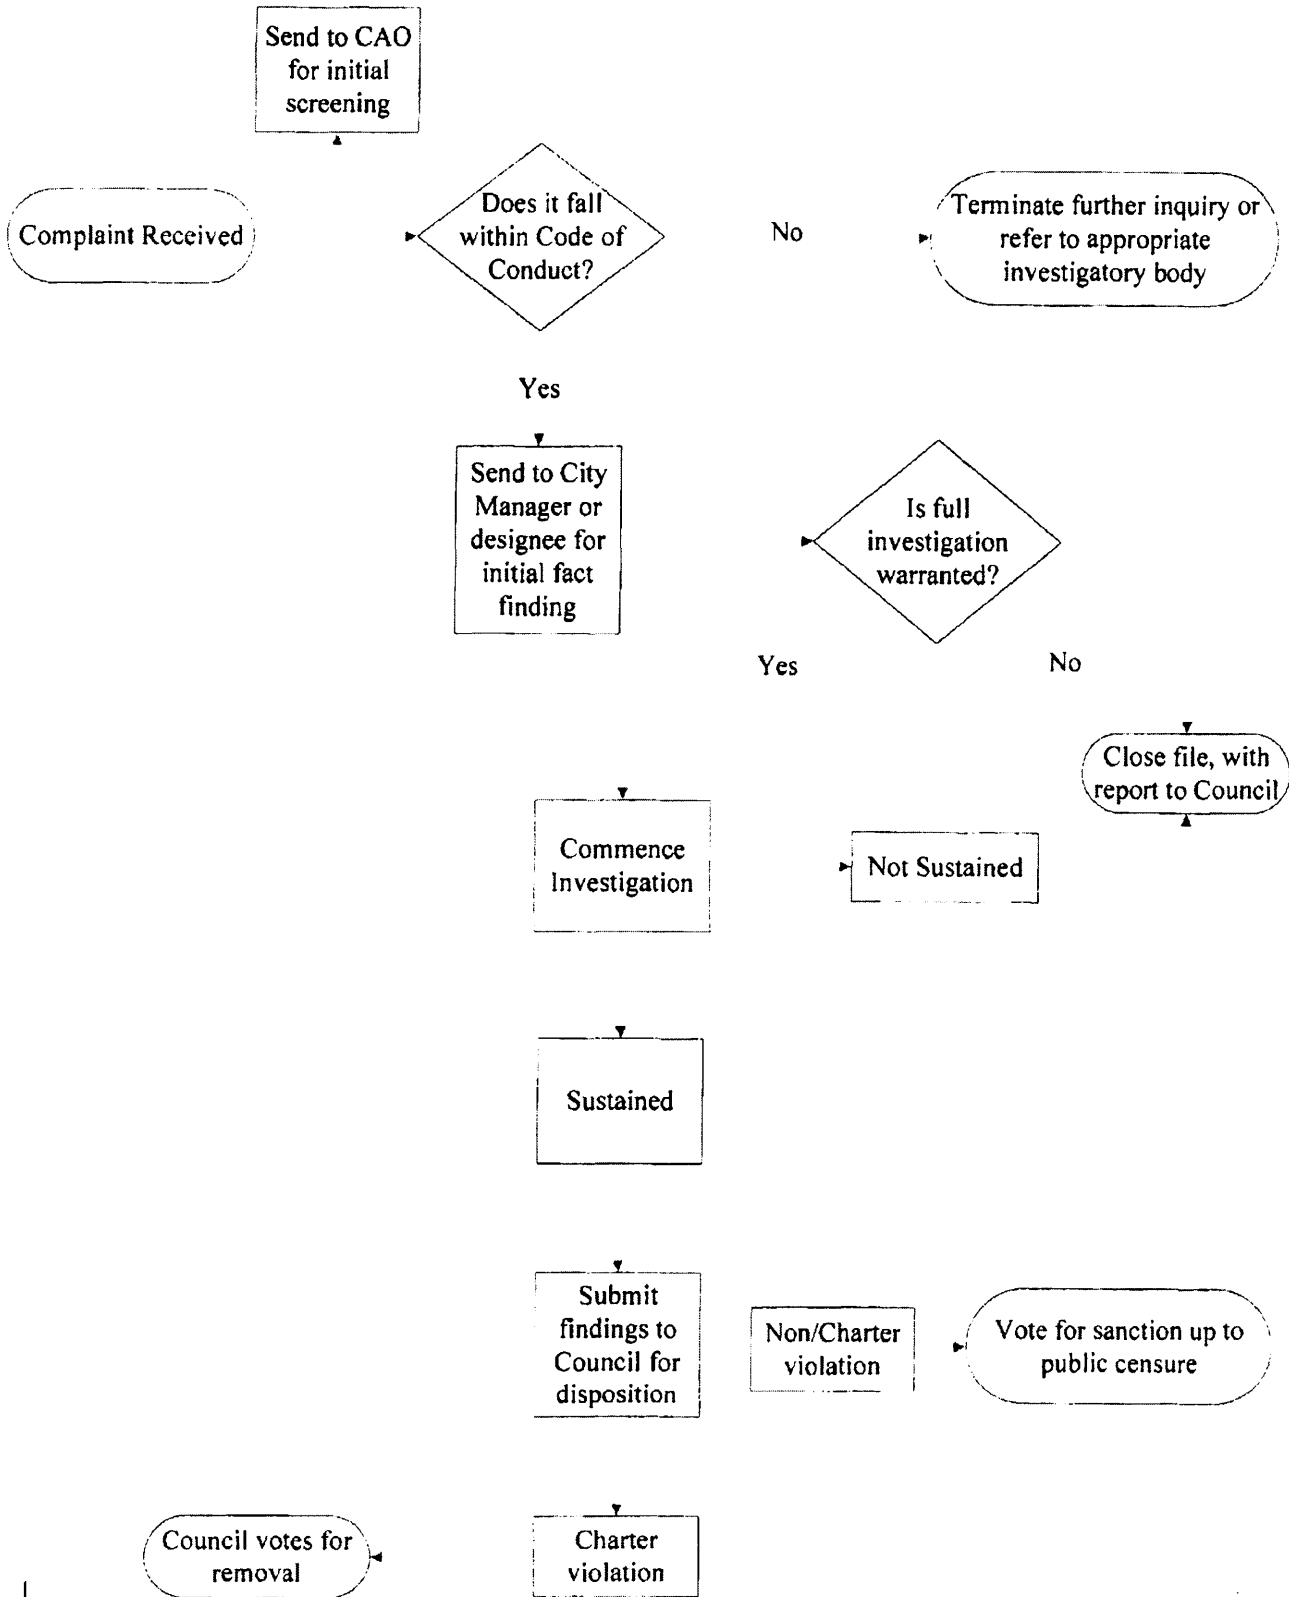 Send to CAO
for initial
screening
Complaint Received
Does it fall
within Code of
Conduct?
No
Terminate further inquiry or
refer to appropriate
investigatory body
Yes
Send to City
Manager or
designee for
initial fact
finding
Is full
investigation
warranted?
Yes
No
Close file, with
report to Council
Commence
Investigation
Not Sustained
Sustained
Submit
findings to
Council for
disposition
Non/Charter
violation
Vote for sanction up to
public censure
Council votes for
removal
Charter
violation